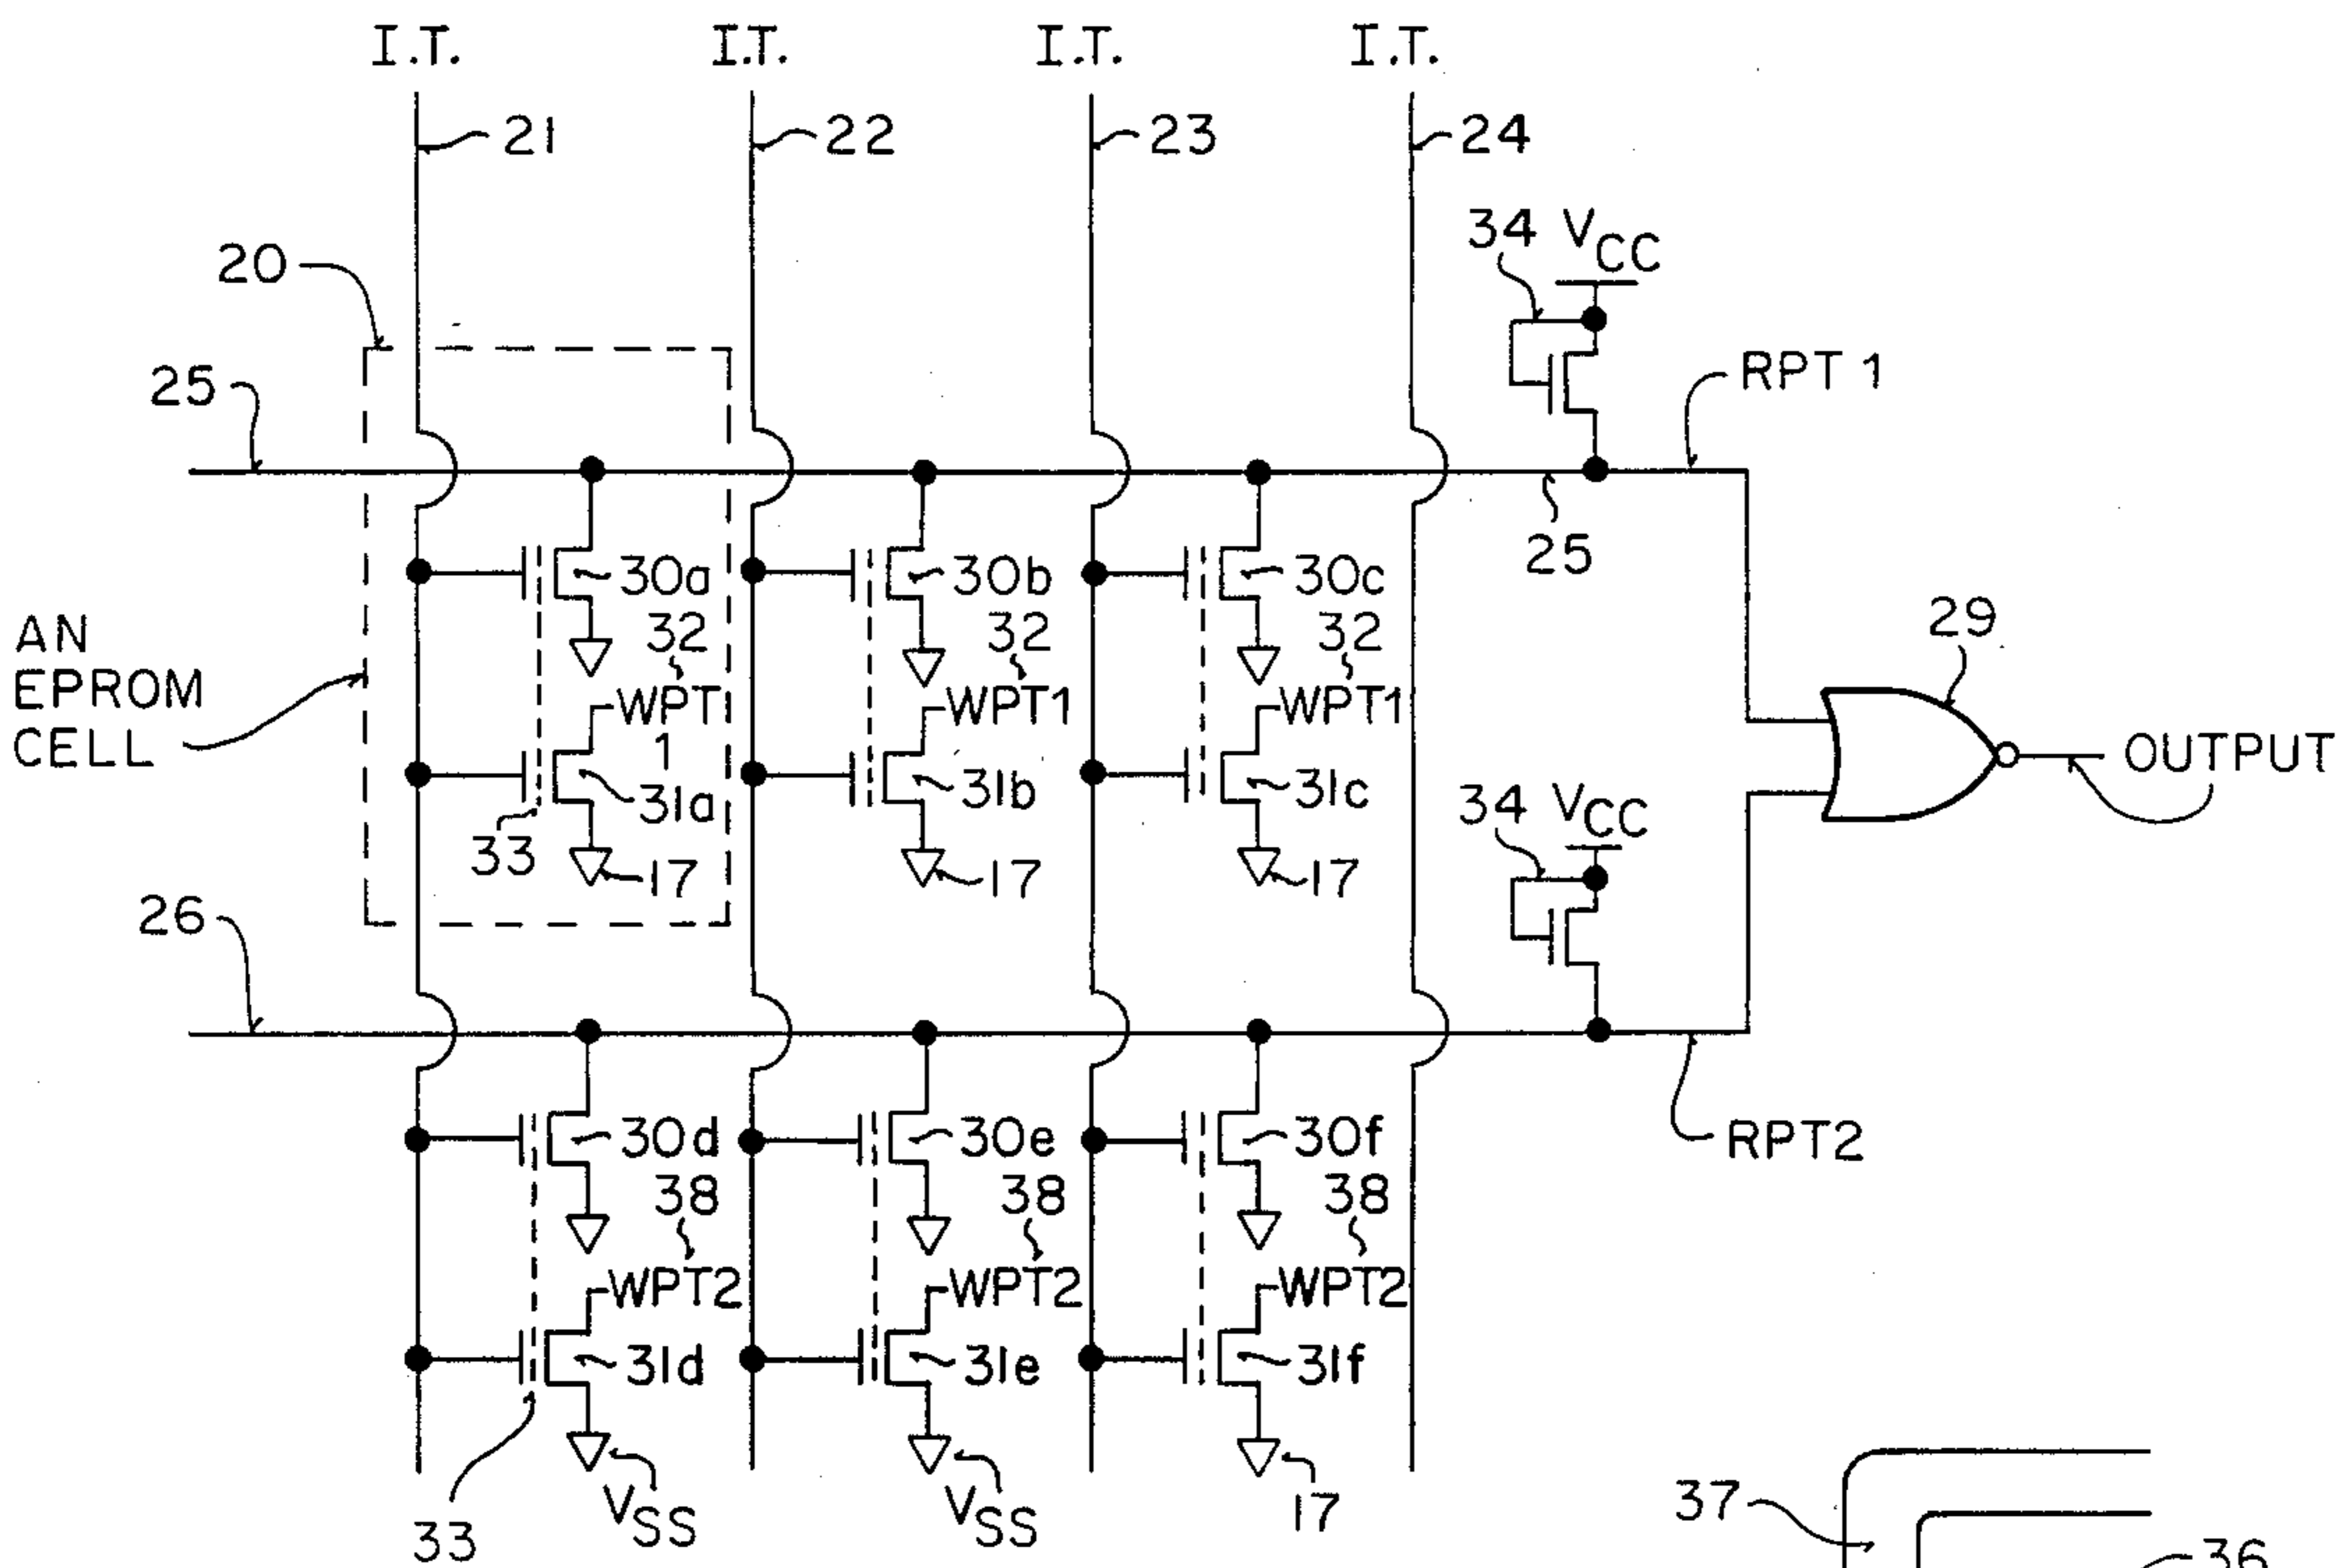 I.T. I.T. I.T. I.T.
21 22 23 24
34 VCC
20
25
RPT 1
30a 30b 30c
25
32 32 32
29
AN
EPROM
CELL
WPT
1
WPT1 WPT1
OUTPUT
31a 31b 31c
34 VCC
33
17 17 17
26
30d 30e 30f
RPT2
38 38 38
WPT2 WPT2 WPT2
31d 31e 31f
33
VSS VSS 17
37
36